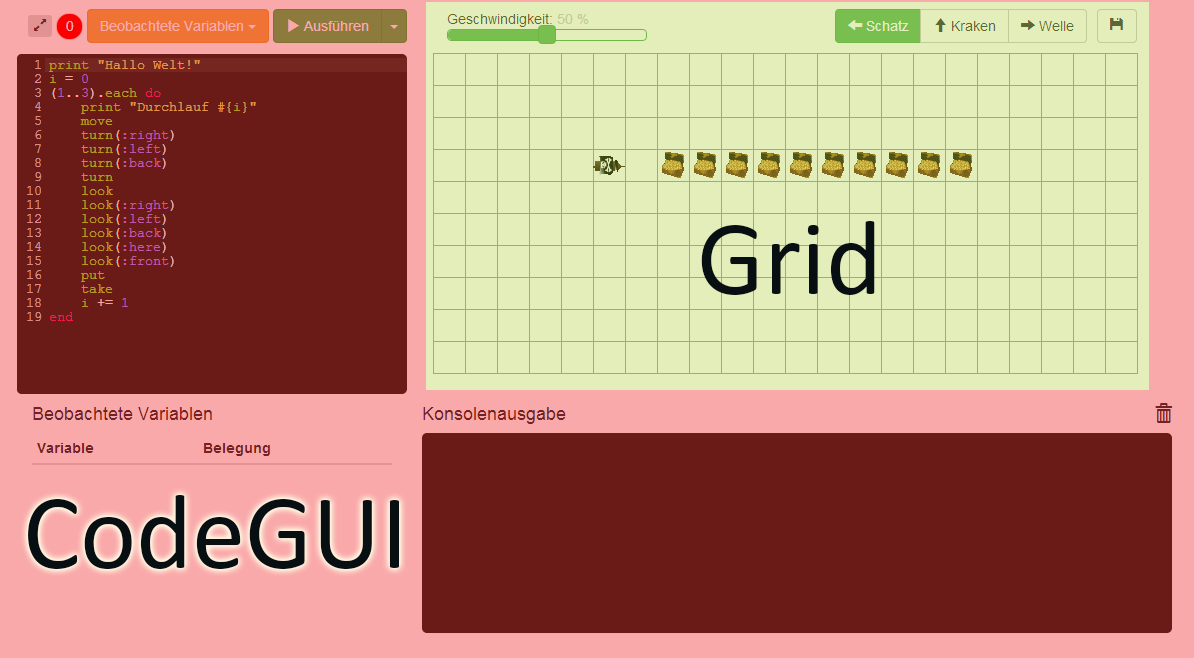 0 Beobachtete Variablen Ausführen
Geschwindigkeit: 50 %
Schatz Kraken Welle
1 print "Hallo Welt!"
2 i = 0
3 (1..3).each do
4 print "Durchlauf #{i}"
5 move
6 turn(:right)
7 turn(:left)
8 turn(:back)
9 turn
10 look
11 look(:right)
12 look(:left)
13 look(:back)
14 look(:here)
15 look(:front)
16 put
17 take
18 i += 1
19 end
Grid
Beobachtete Variablen
Variable Belegung
CodeGUI
Konsolenausgabe